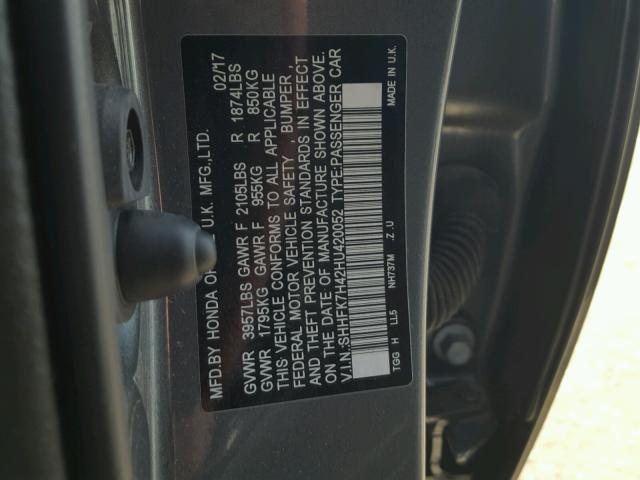 MFD.BY HONDA OF THE U.K. MFG.,LTD. 02/17
GVWR 3957LBS GAWR F 2105LBS R 1874LBS
GVWR 1795KG GAWR F 955KG R 850KG
THIS VEHICLE CONFORMS TO ALL APPLICABLE
FEDERAL MOTOR VEHICLE SAFETY BUMPER ,
AND THEFT PREVENTION STANDARDS IN EFFECT
ON THE DATE OF MANUFACTURE SHOWN ABOVE.
V.I.N.:SHHFK7H42HU420052 TYPE:PASSENGER CAR
TGG H LL5 NH737M .Z .U MADE IN U.K.